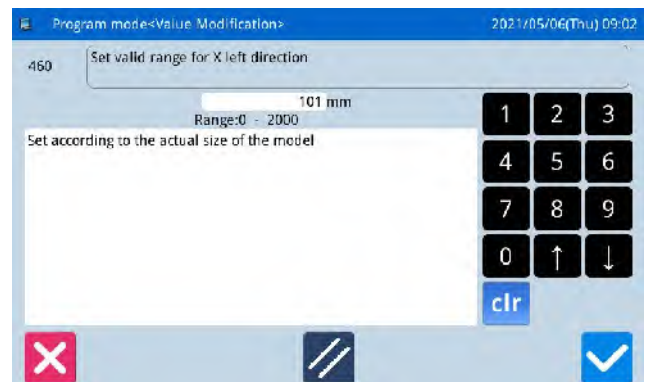 Program mode<Value Modification> 2021/05/06(Thu) 09:02
460 Set valid range for X left direction
101 mm
Range:0 - 2000
Set according to the actual size of the model
1 2 3
4 5 6
7 8 9
0 ↑ ↓
clr